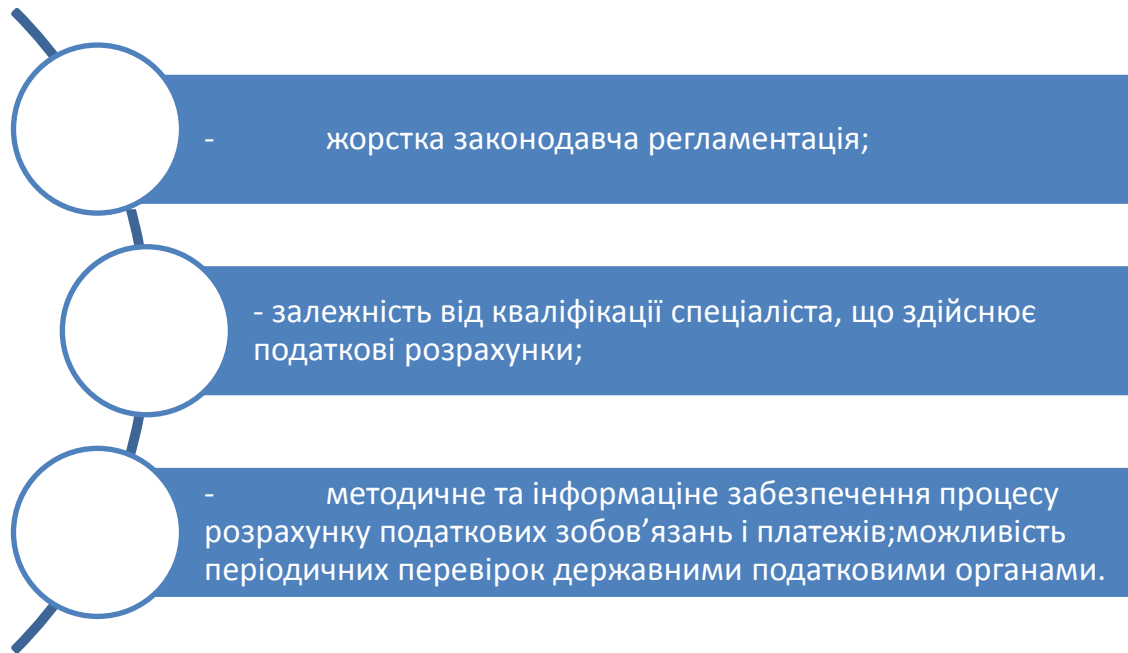 - жорстка законодавча регламентація;
- залежність від кваліфікації спеціаліста, що здійснює
податкові розрахунки;
- методичне та інформаціне забезпечення процесу
розрахунку податкових зобов’язань і платежів;можливість
періодичних перевірок державними податковими органами.